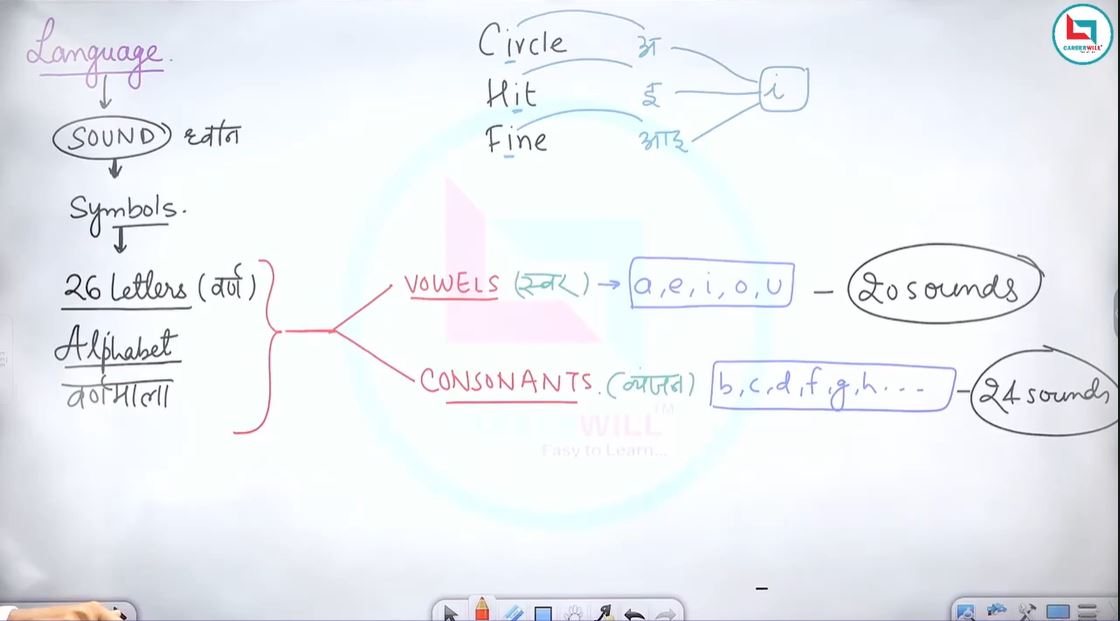 Language.
SOUND ध्वनि
Symbols.
26 Letters (वर्ण)
Alphabet
वर्णमाला
Circle अ
Hit ई i
Fine आइ
VOWELS (स्वर) → a, e, i, o, u – 20 sounds
CONSONANTS. (व्यंजन) b, c, d, f, g, h... – 24 sounds
CAREERWILL
WILL™
Easy to Learn...